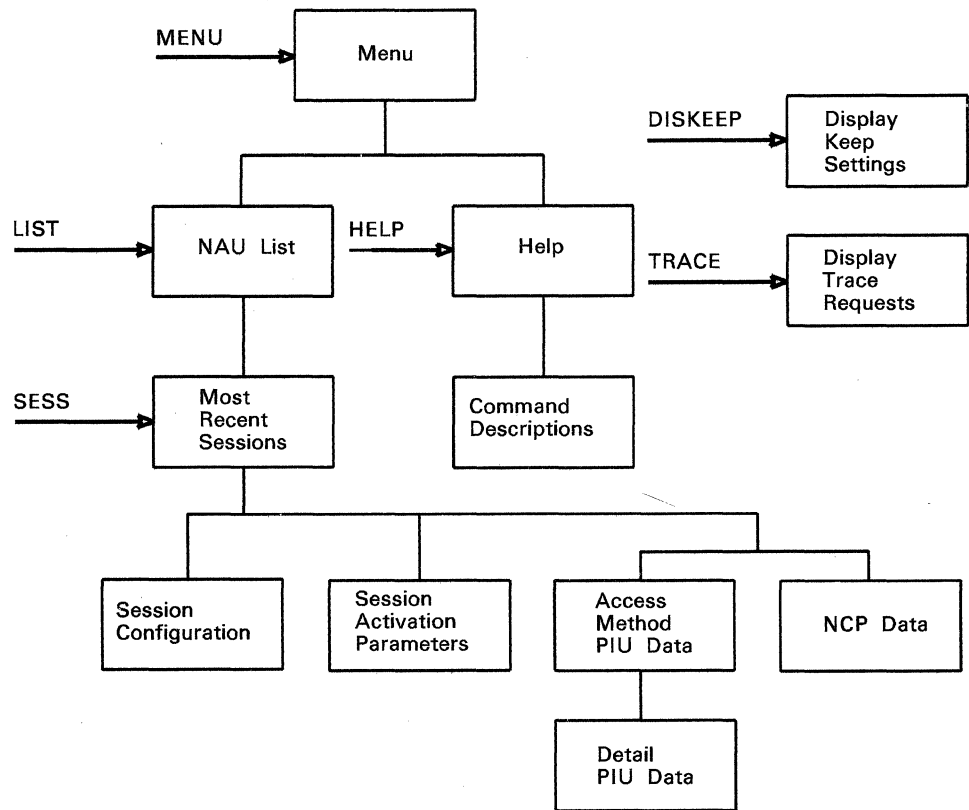 MENU
Menu
DISKEEP
Display
Keep
Settings
LIST
NAU List
HELP
Help
TRACE
Display
Trace
Requests
SESS
Most
Recent
Sessions
Command
Descriptions
Session
Configuration
Session
Activation
Parameters
Access
Method
PIU Data
NCP Data
Detail
PIU Data